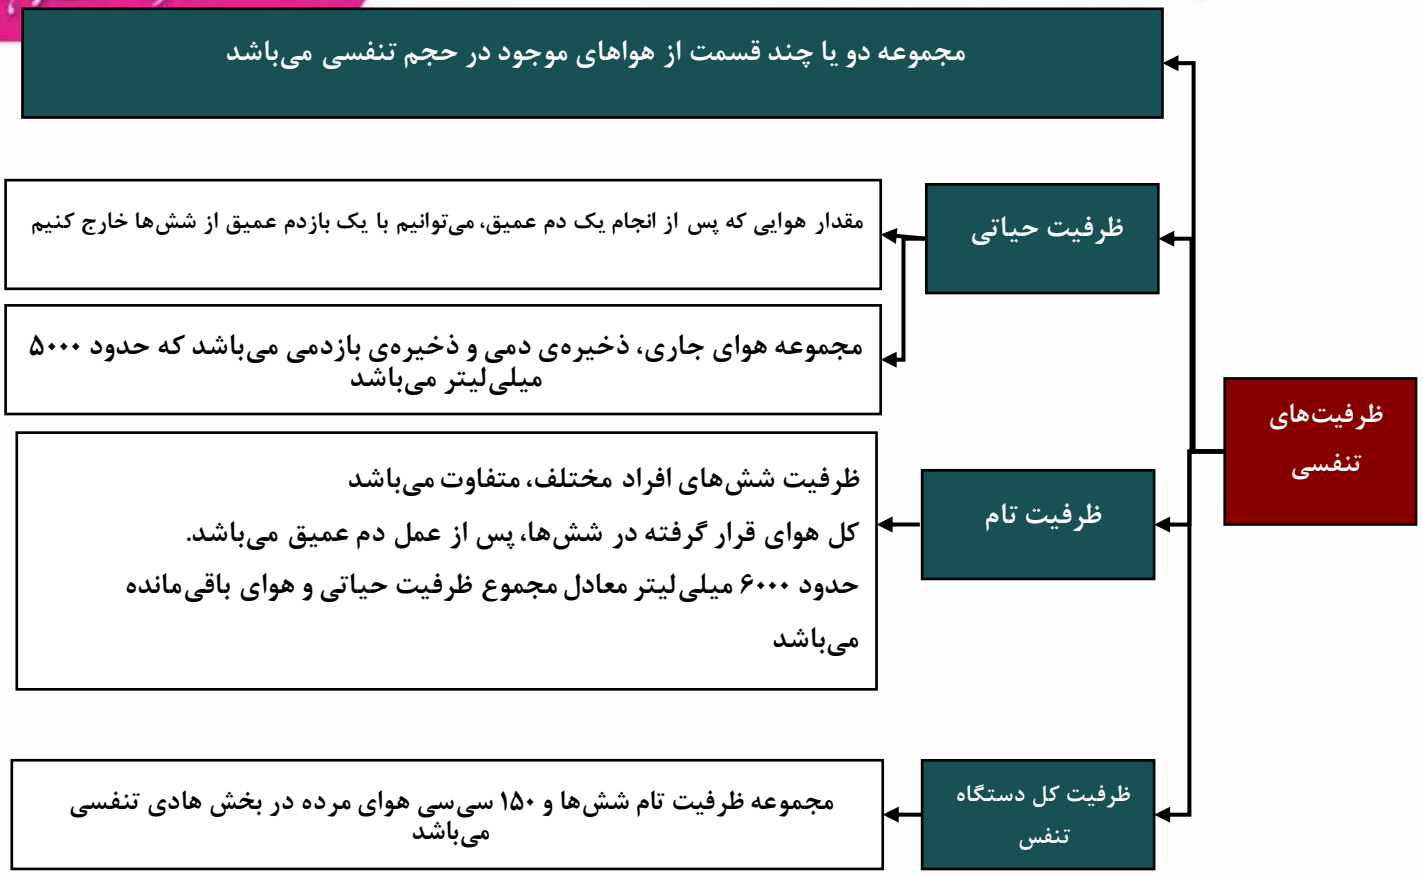 مجموعه دو یا چند قسمت از هواهای موجود در حجم تنفسی می‌باشد
ظرفیت‌های
تنفسی
ظرفیت حیاتی
مقدار هوایی که پس از انجام یک دم عمیق، می‌توانیم با یک بازدم عمیق از شش‌ها خارج کنیم
مجموعه هوای جاری، ذخیره‌ی دمی و ذخیره‌ی بازدمی می‌باشد که حدود ۵۰۰۰
میلی‌لیتر می‌باشد
ظرفیت تام
ظرفیت شش‌های افراد مختلف، متفاوت می‌باشد
کل هوای قرار گرفته در شش‌ها، پس از عمل دم عمیق می‌باشد.
حدود ۶۰۰۰ میلی‌لیتر معادل مجموع ظرفیت حیاتی و هوای باقی‌مانده
می‌باشد
ظرفیت کل دستگاه
تنفس
مجموعه ظرفیت تام شش‌ها و ۱۵۰ سی‌سی هوای مرده در بخش هادی تنفسی
می‌باشد